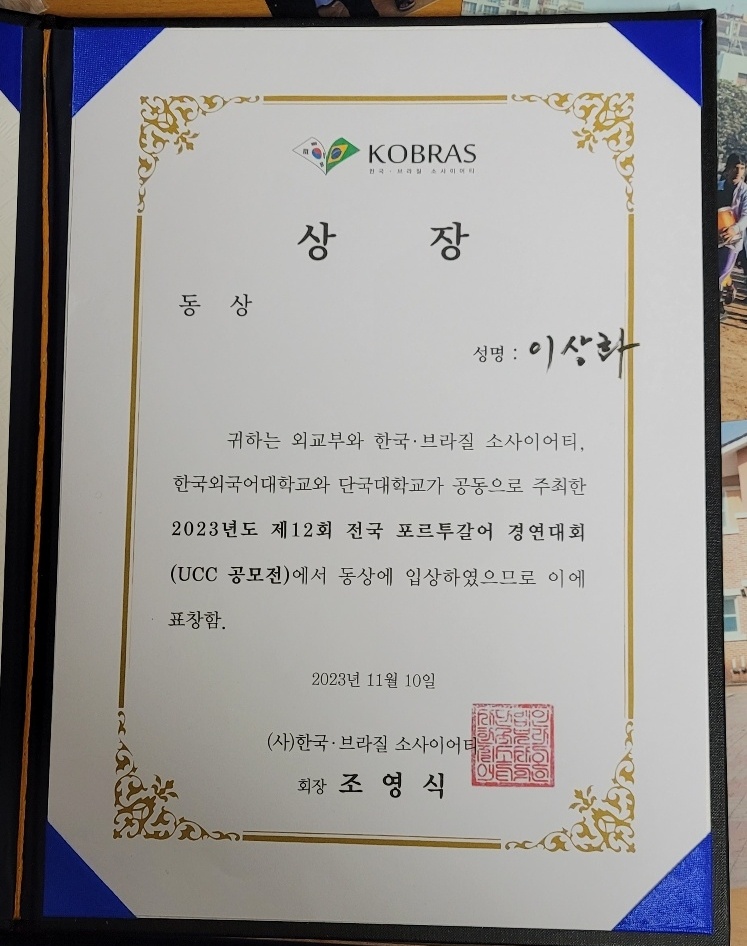 KOBRAS
한국·브라질 소사이어티
상 장
동 상
성명 : 이상화
귀하는 외교부와 한국·브라질 소사이어티,
한국외국어대학교와 단국대학교가 공동으로 주최한
2023년도 제12회 전국 포르투갈어 경연대회
(UCC 공모전)에서 동상에 입상하였으므로 이에
표창함.
2023년 11월 10일
(사)한국·브라질 소사이어티
회장 조 영 식